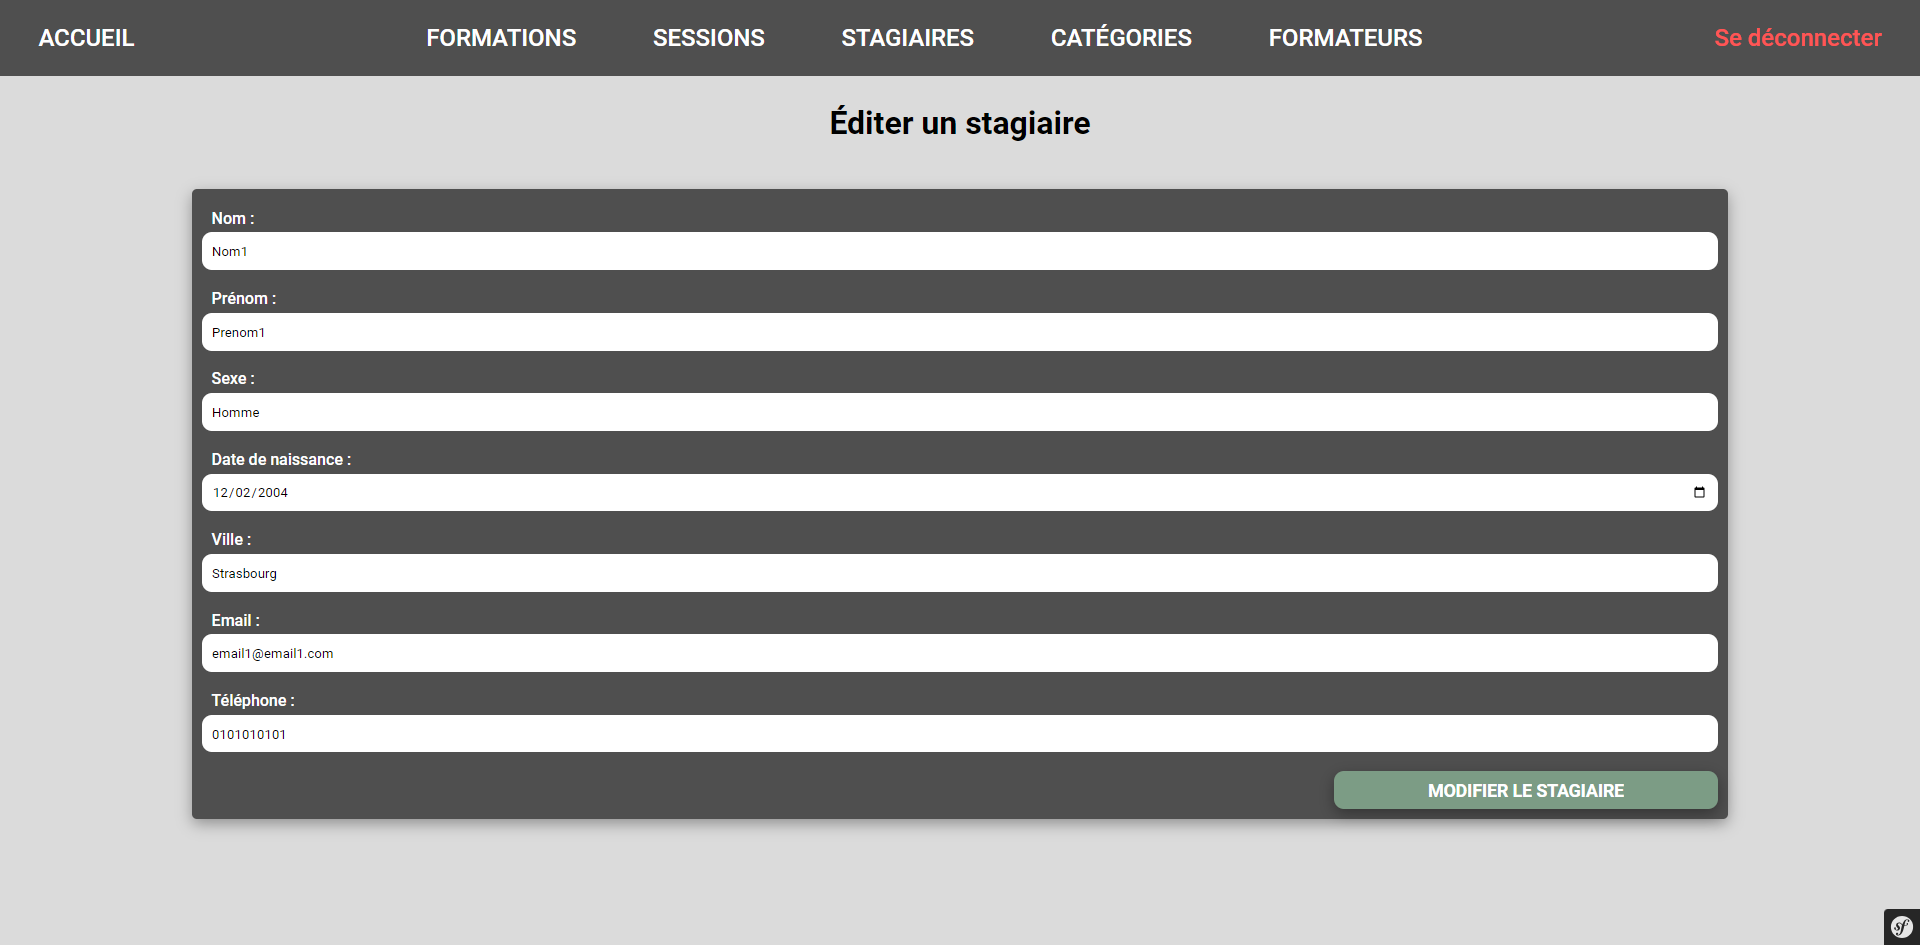 ACCUEIL FORMATIONS SESSIONS STAGIAIRES CATÉGORIES FORMATEURS Se déconnecter
Éditer un stagiaire
Nom :
Nom1
Prénom :
Prenom1
Sexe :
Homme
Date de naissance :
12/02/2004
Ville :
Strasbourg
Email :
email1@email1.com
Téléphone :
0101010101
MODIFIER LE STAGIAIRE
sf